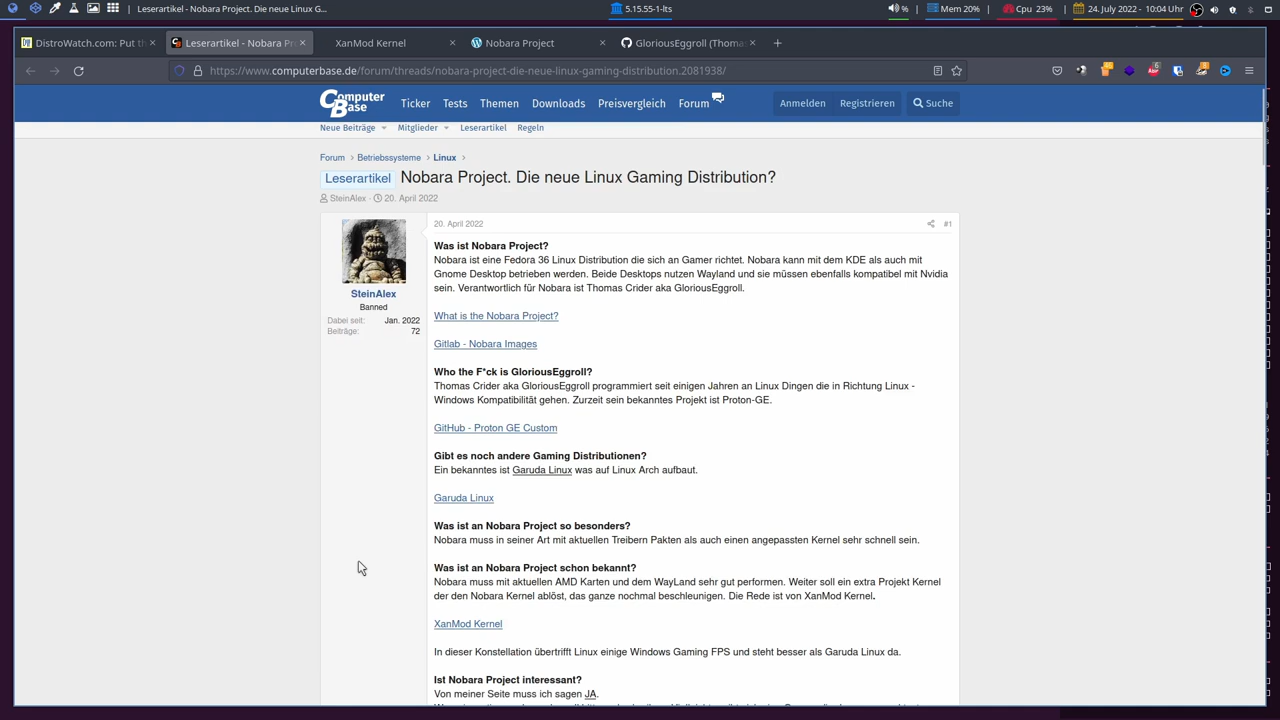 Leserartikel - Nobara Project. Die neue Linux G...
5.15.55-1-lts
%
Mem 20%
Cpu 23%
24.July 2022 - 10:04 Uhr
DistroWatch.com: Put th
Leserartikel - Nobara Pr
XanMod Kernel
Nobara Project
GloriousEggroll (Thomas
https://www.computerbase.de/forum/threads/nobara-project-die-neue-linux-gaming-distribution.2081938/
Computer Base
Ticker
Tests
Themen
Downloads
Preisvergleich
Forum
Anmelden
Registrieren
Suche
Neue Beiträge
Mitglieder
Leserartikel
Regeln
Forum
Betriebssysteme
Linux
Leserartikel Nobara Project. Die neue Linux Gaming Distribution?
SteinAlex · 20. April 2022
SteinAlex
Banned
Dabei seit: Jan. 2022
Beiträge: 72
20. April 2022 #1
Was ist Nobara Project?
Nobara ist eine Fedora 36 Linux Distribution die sich an Gamer richtet. Nobara kann mit dem KDE als auch mit
Gnome Desktop betrieben werden. Beide Desktops nutzen Wayland und sie müssen ebenfalls kompatibel mit Nvidia
sein. Verantwortlich für Nobara ist Thomas Crider aka GloriousEggroll.
What is the Nobara Project?
Gitlab - Nobara Images
Who the F*ck is GloriousEggroll?
Thomas Crider aka GloriousEggroll programmiert seit einigen Jahren an Linux Dingen die in Richtung Linux -
Windows Kompatibilität gehen. Zurzeit sein bekanntes Projekt ist Proton-GE.
GitHub - Proton GE Custom
Gibt es noch andere Gaming Distributionen?
Ein bekanntes ist Garuda Linux was auf Linux Arch aufbaut.
Garuda Linux
Was ist an Nobara Project so besonders?
Nobara muss in seiner Art mit aktuellen Treibern Pakten als auch einen angepassten Kernel sehr schnell sein.
Was ist an Nobara Project schon bekannt?
Nobara muss mit aktuellen AMD Karten und dem WayLand sehr gut performen. Weiter soll ein extra Projekt Kernel
der den Nobara Kernel ablöst, das ganze nochmal beschleunigen. Die Rede ist von XanMod Kernel.
XanMod Kernel
In dieser Konstellation übertrifft Linux einige Windows Gaming FPS und steht besser als Garuda Linux da.
Ist Nobara Project interessant?
Von meiner Seite muss ich sagen JA.